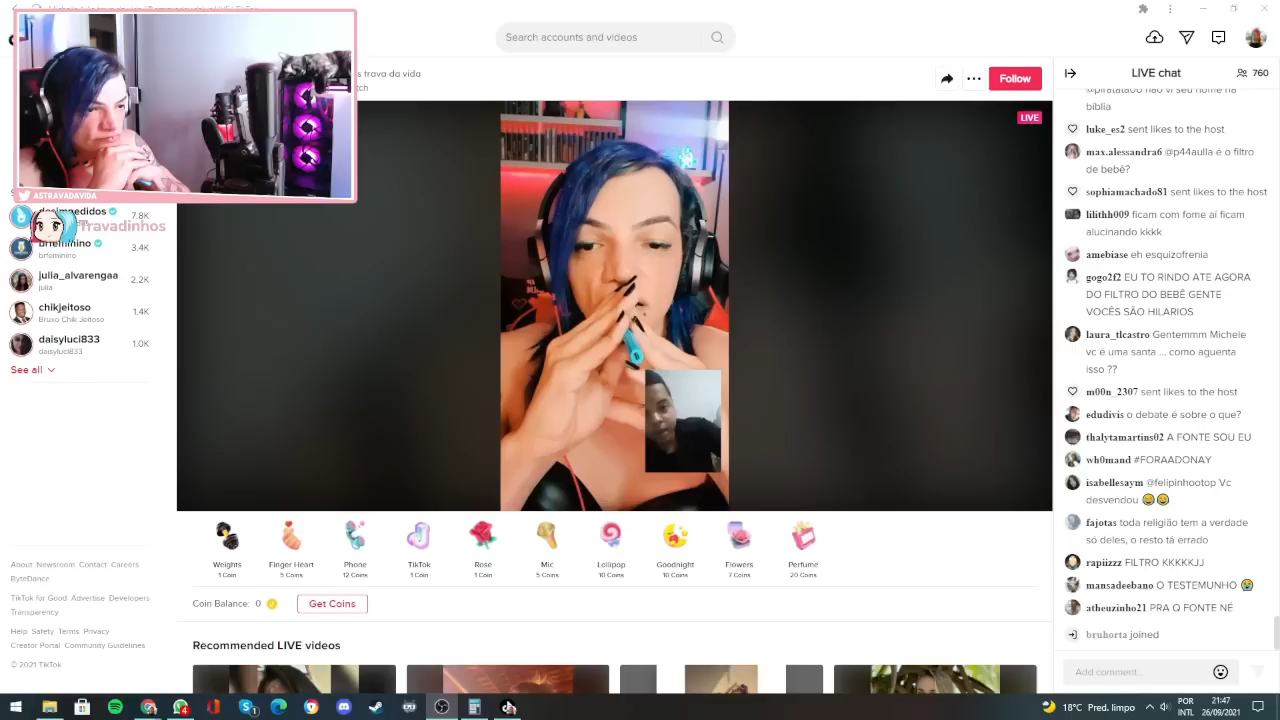 Search accounts and videos
s trava da vida
tch
Follow
LIVE
ASTRAVADAVIDA
desimpedidos
7.8K
Travadinhos
brfeminino
brfeminino
3.4K
julia_alvarengaa
julia
2.2K
chikjeitoso
Bruxo Chik Jeitoso
1.4K
daisyluci833
daisyluci833
1.0K
See all
About Newsroom Contact Careers
ByteDance
TikTok for Good Advertise Developers
Transparency
Help Safety Terms Privacy
Creator Portal Community Guidelines
© 2021 TikTok
Weights
1 Coin
Finger Heart
5 Coins
Phone
12 Coins
TikTok
1 Coin
Rose
1 Coin
Mic
5 Coins
Lollipop
10 Coins
Goodnight
10 Coins
Flowers
7 Coins
Perfume
20 Coins
Coin Balance: 0
Get Coins
Recommended LIVE videos
LIVE chat
760
@piratata00 não vi seu nome na
bíblia
luke_es2 sent likes to the host
max.alessandra6 @p44aulla é o filtro
de bebê?
sophiamachado81 sent likes to the host
lilithh009 ficam com fome aí ficam
alucinando kkkk
amebiase eh esquizofrenia
gogo2f2 EU TO RINDO ATE AGORA
DO FILTRO DO BEBÊ GENTE
VOCÊS SÃO HILARIOS
laura_tlcastro Gentemmm Michele
vc é uma santa ... como aguenta
isso ??
m00n_2307 sent likes to the host
edudivis o debate é sobre o que?
thalytamartins02 A FONTE SOU EU
wh0mand #FORAADONAY
isabellesaym @felipinhootop Vc
desvendou 😂😂
fajotas toda religião tem a verdade
só deles, o resto tá errado
rapiizzz FILTRO KKKKKJJ
mansadeebano O TESTEMUNHO 😭
atheuzinho21 PRA Q FONTE NÉ
bruhorta joined
Add comment...
18°C Pred. limpo
POR
INTL
21:47
26/09/2021